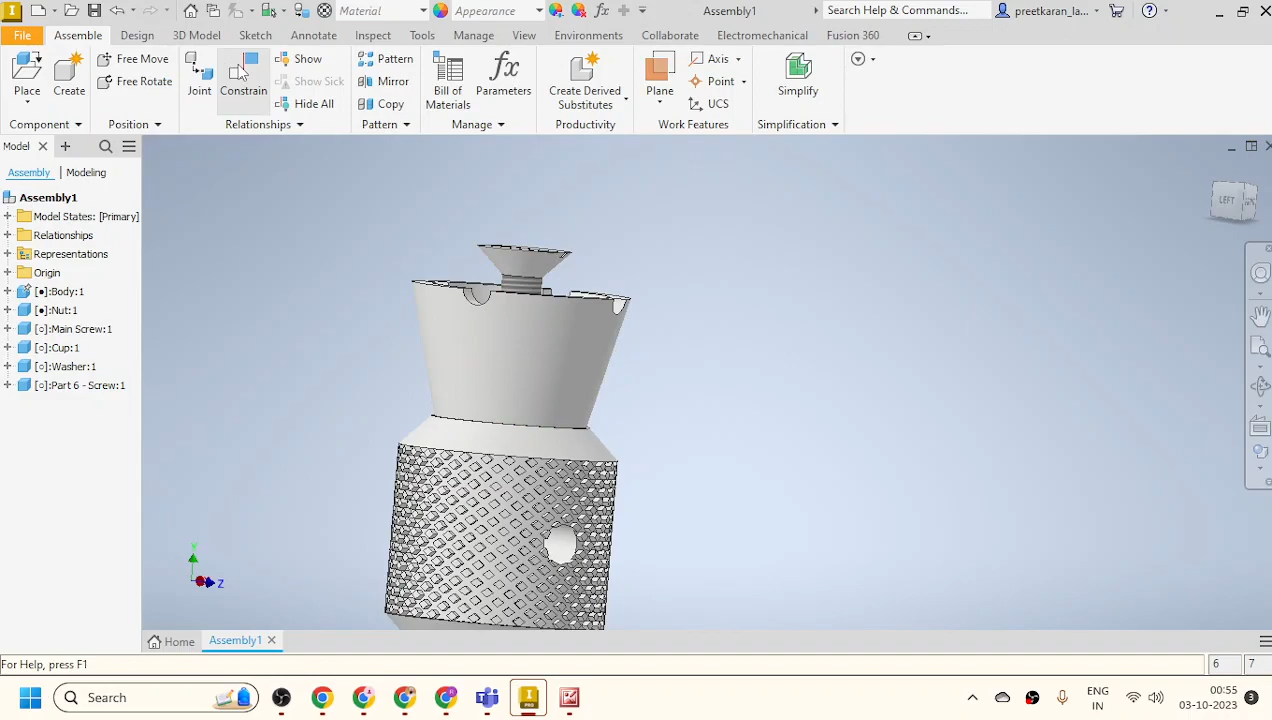 Material
Appearance
Assembly1
Search Help & Commands...
preetkaran_la...
File
Assemble
Design
3D Model
Sketch
Annotate
Inspect
Tools
Manage
View
Environments
Collaborate
Electromechanical
Fusion 360
Place
Create
Free Move
Free Rotate
Joint
Constrain
Show
Show Sick
Hide All
Pattern
Mirror
Copy
Bill of
Materials
Parameters
Create Derived
Substitutes
Plane
Axis
Point
UCS
Simplify
Component
Position
Relationships
Pattern
Manage
Productivity
Work Features
Simplification
Model
Assembly
Modeling
Assembly1
Model States: [Primary]
Relationships
Representations
Origin
[●]:Body:1
[●]:Nut:1
[○]:Main Screw:1
[○]:Cup:1
[○]:Washer:1
[○]:Part 6 - Screw:1
LEFT
Y
Z
Home
Assembly1
For Help, press F1
6
7
Search
ENG
IN
00:55
03-10-2023
3